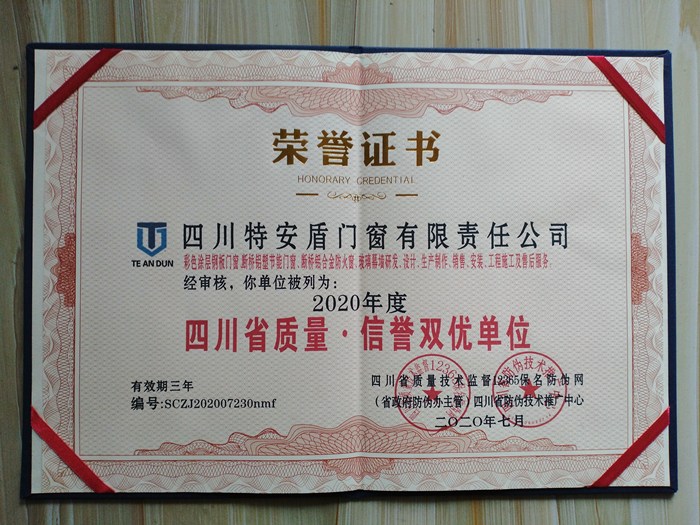 荣誉证书
HONORARY CREDENTIAL
四川特安盾门窗有限责任公司
TE AN DUN
彩色涂层钢板门窗.断桥铝塑节能门窗.断桥铝合金防火窗.玻璃幕墙研发.设计.生产制作.销售.安装.工程施工及售后服务.
经审核，你单位被列为：
2020年度
四川省质量·信誉双优单位
有效期三年
编号:SCZJ202007230nmf
四川省质量技术监督12365保名防伪网
（省政府防伪办主管）四川省防伪技术推广中心
二〇二〇年七月